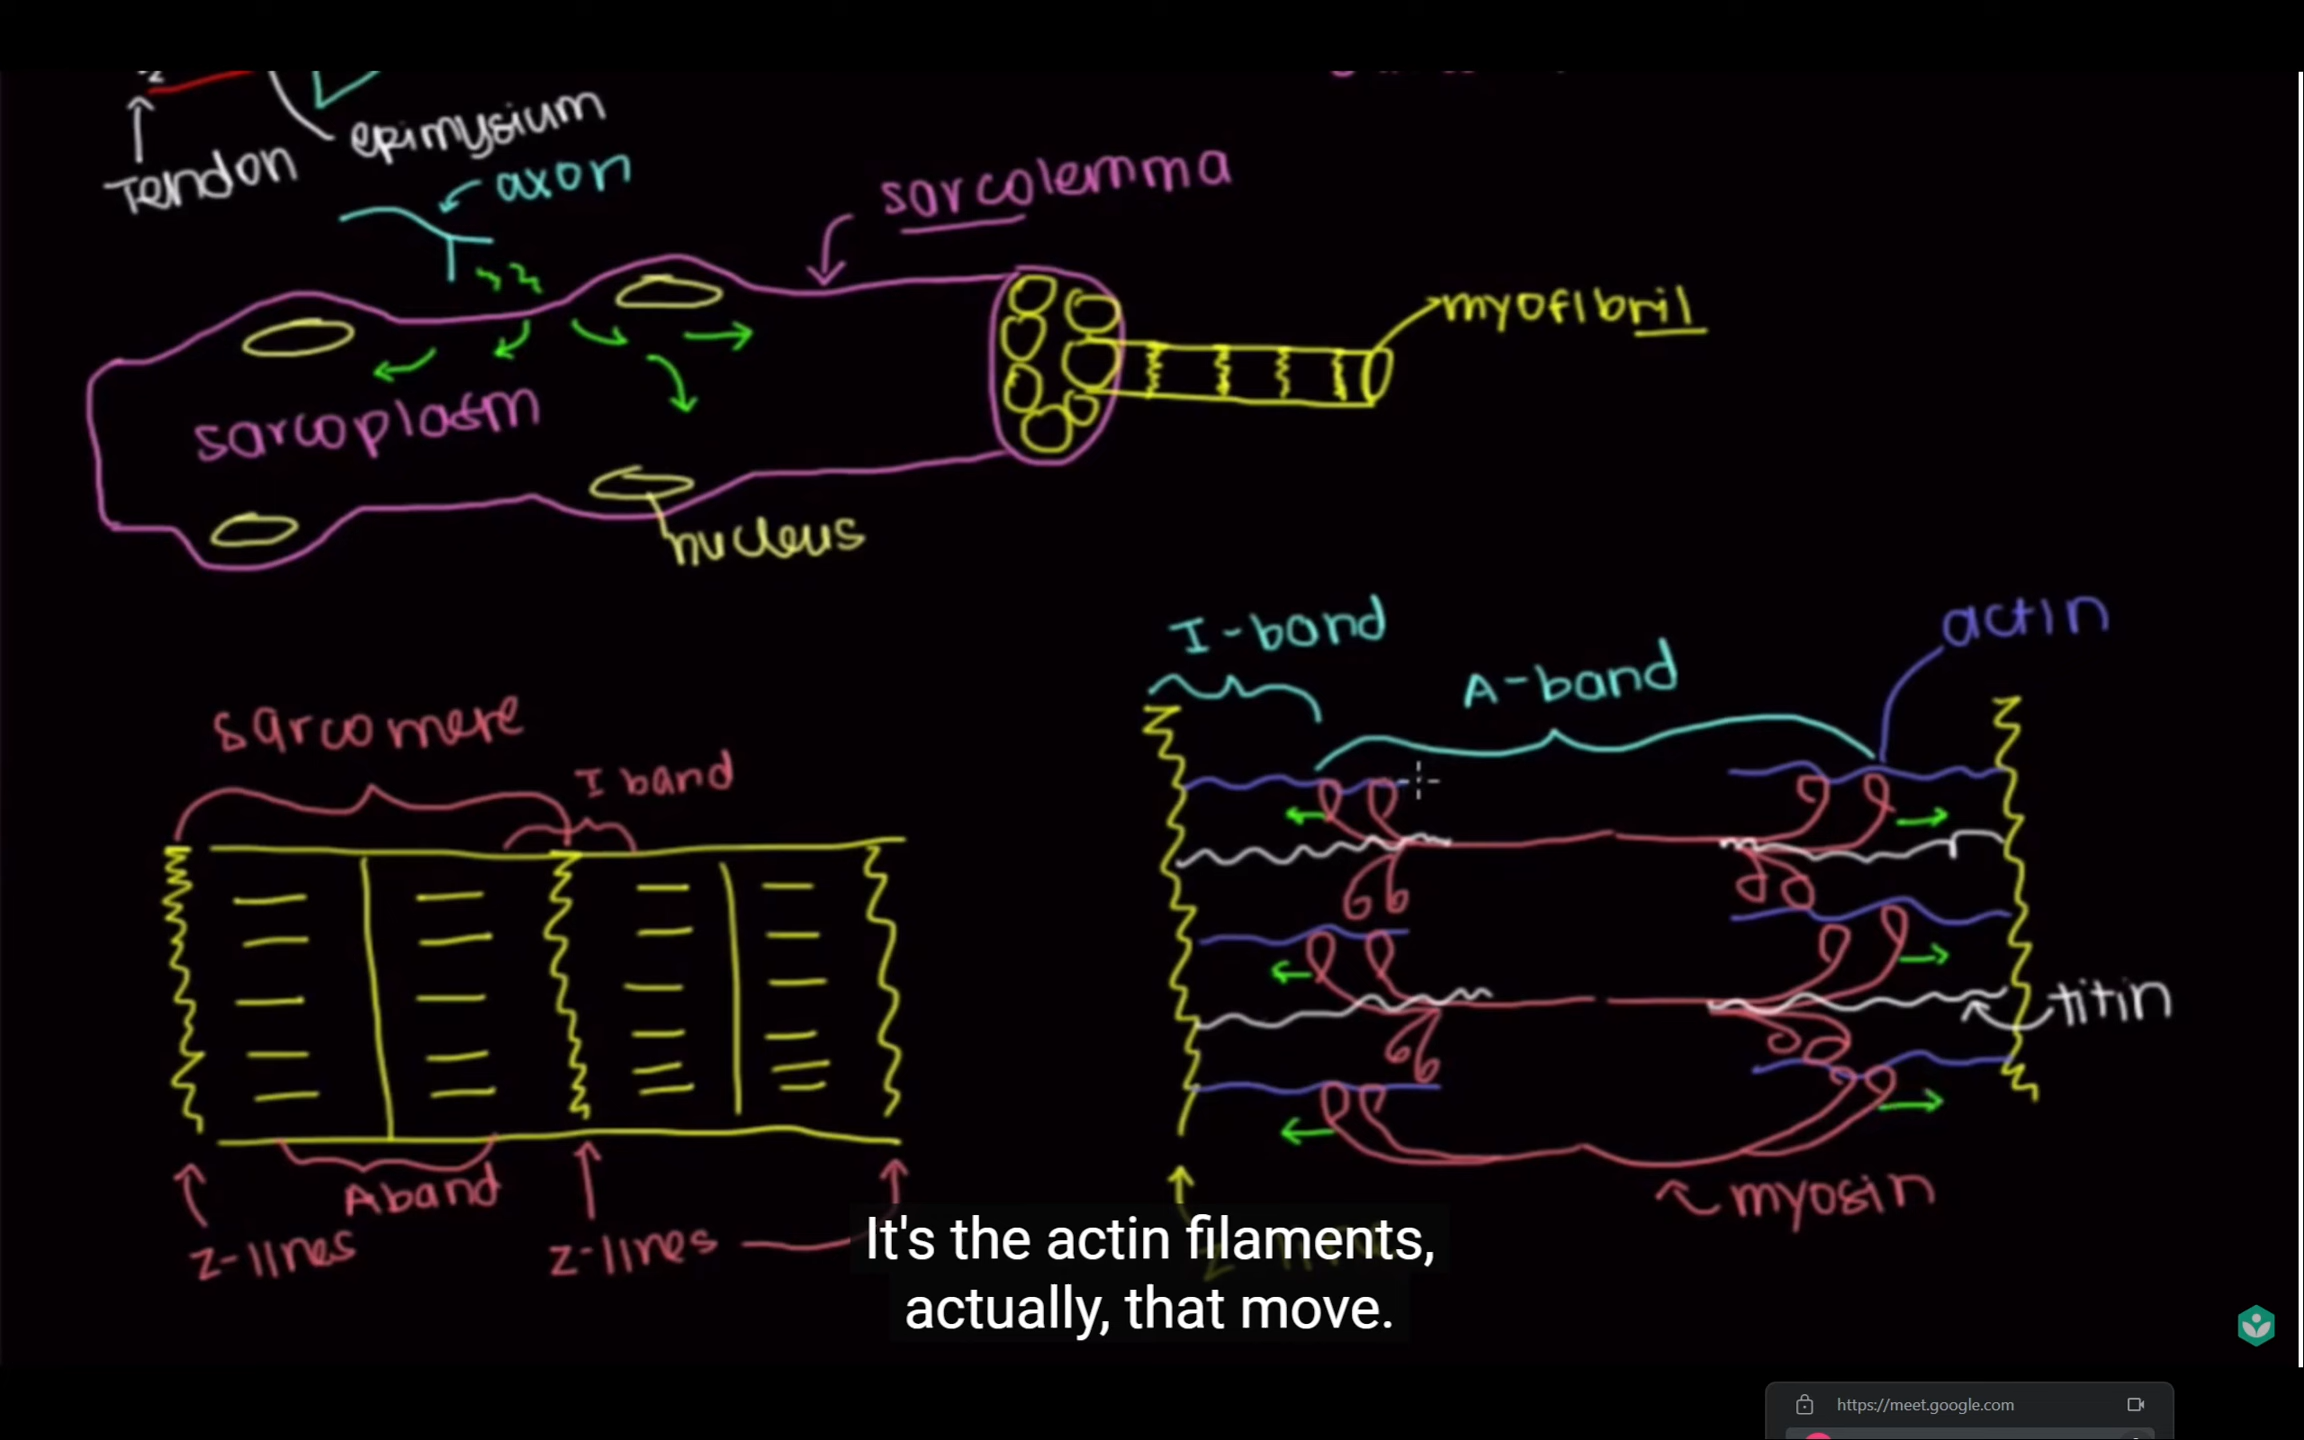 epimysium
Tendon
axon
sarcolemma
myofibril
sarcoplasm
nucleus
I-band
actin
A-band
sarcomere
I band
titin
A band
myosin
z-lines
z-lines
It's the actin filaments,
actually, that move.
https://meet.google.com